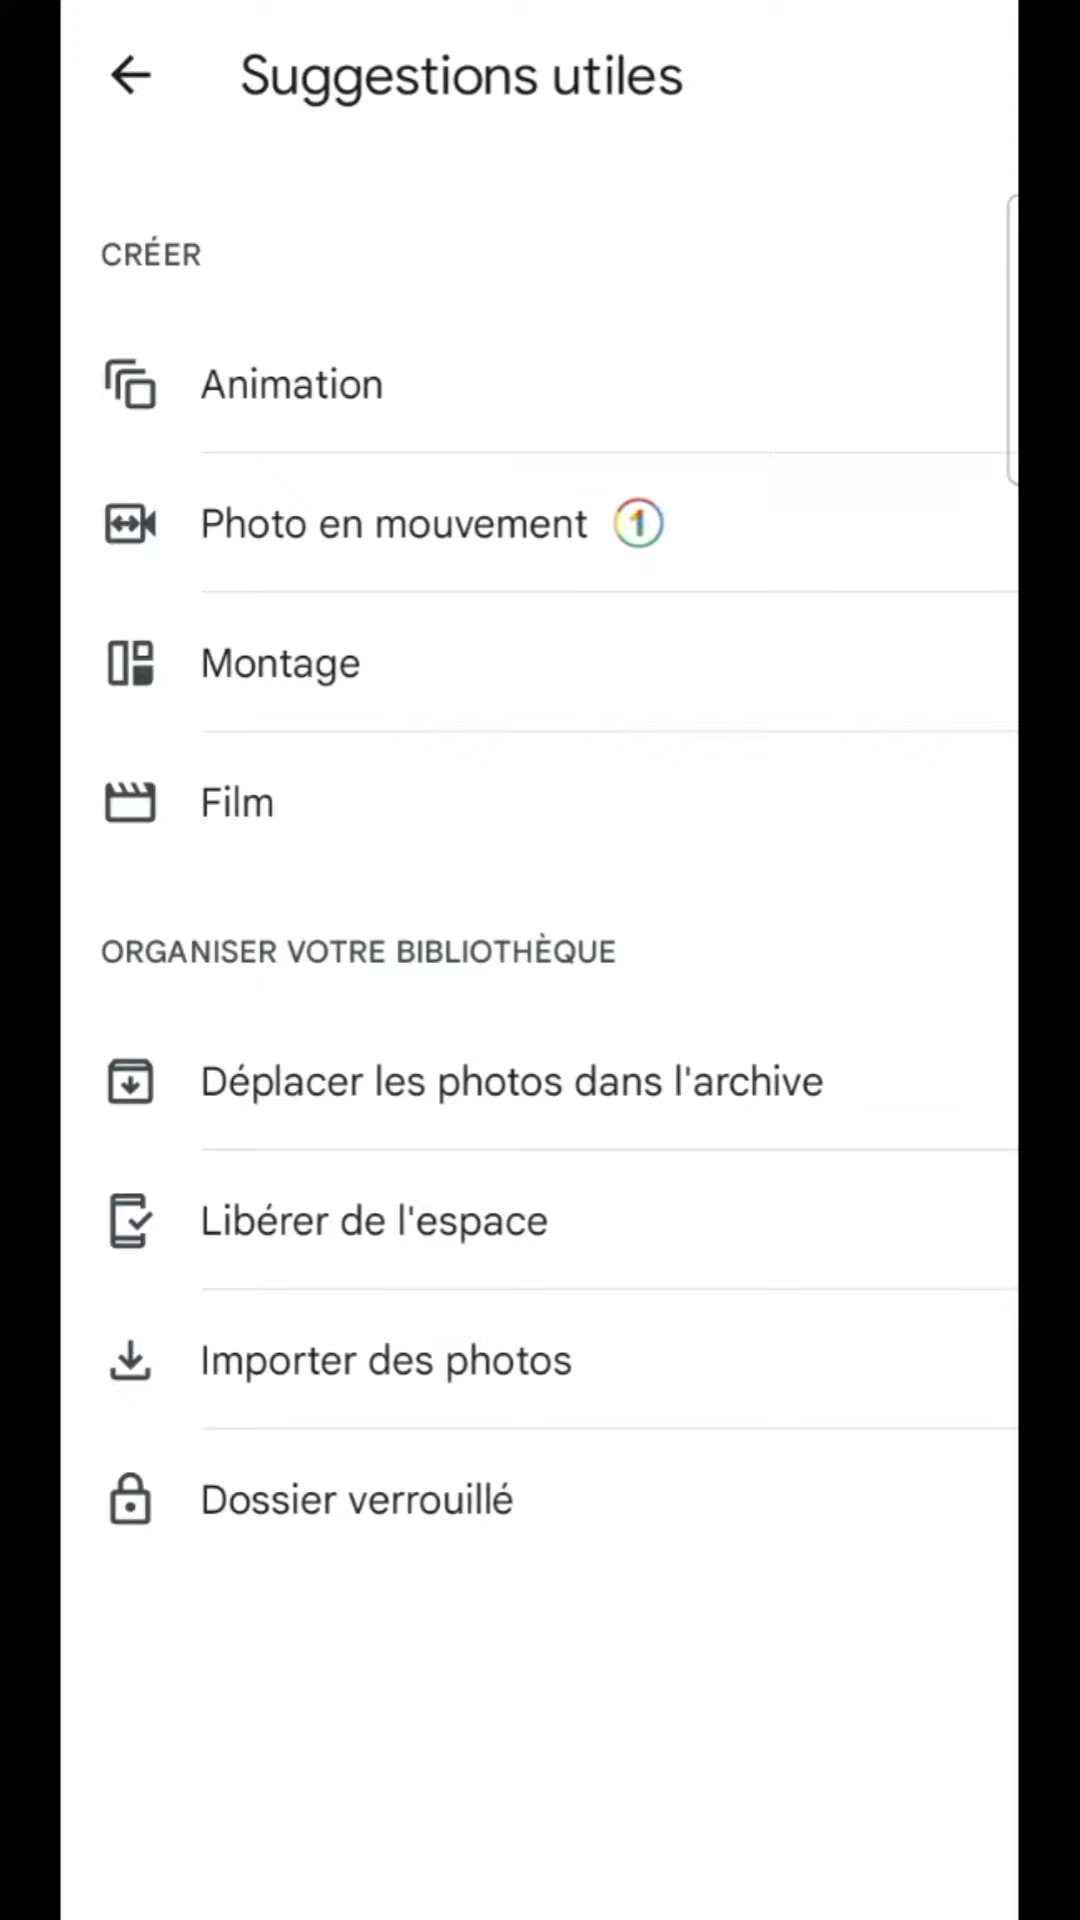 Suggestions utiles
CRÉER
Animation
Photo en mouvement 1
Montage
Film
ORGANISER VOTRE BIBLIOTHÈQUE
Déplacer les photos dans l'archive
Libérer de l'espace
Importer des photos
Dossier verrouillé